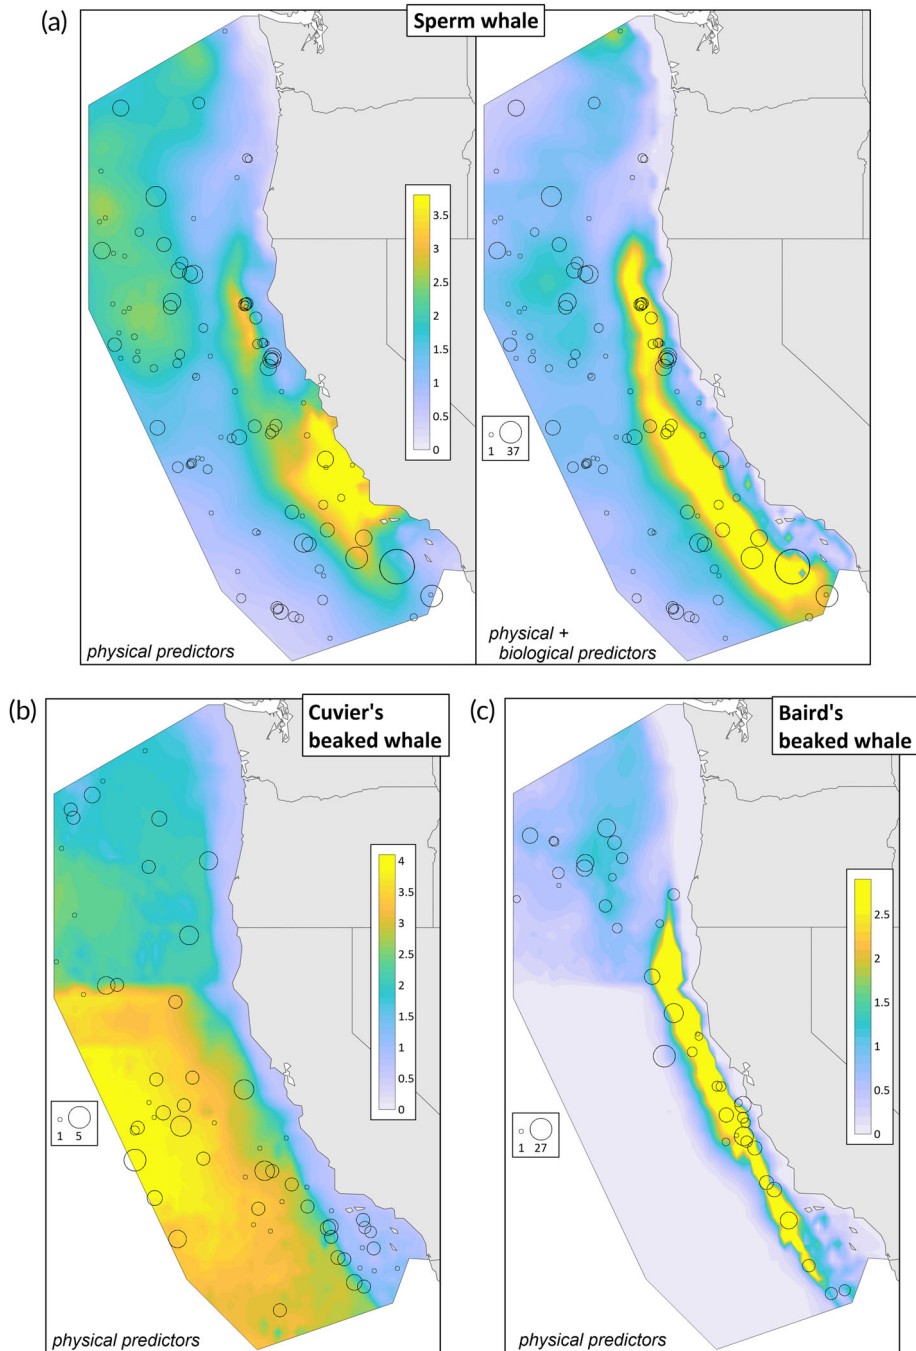 (a)
Sperm whale
3.5
3
2.5
2
1.5
1
0.5
0
1 37
physical predictors
physical +
biological predictors
(b)
Cuvier's
beaked whale
4
3.5
3
2.5
2
1.5
1
0.5
0
1 5
physical predictors
(c)
Baird's
beaked whale
2.5
2
1.5
1
0.5
0
1 27
physical predictors